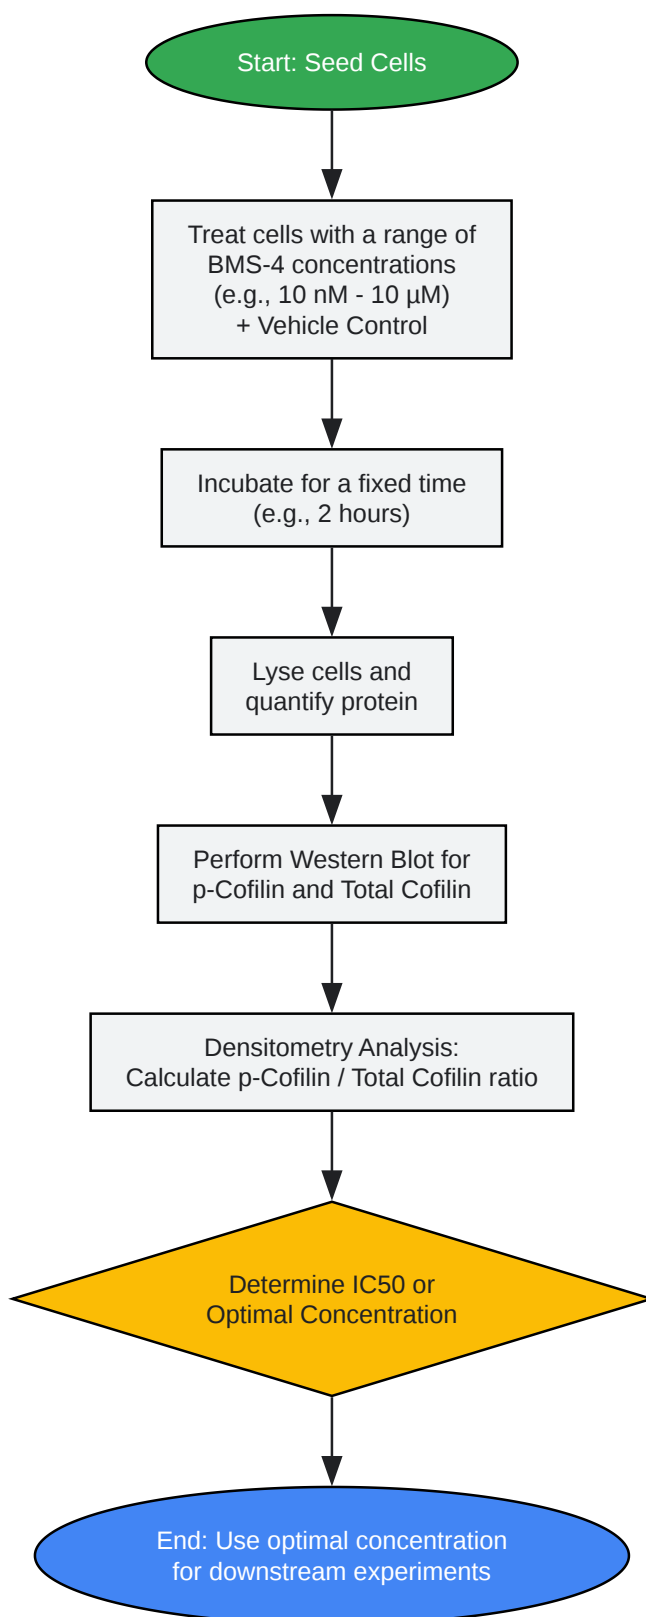 Start: Seed Cells
Treat cells with a range of
BMS-4 concentrations
(e.g., 10 nM - 10 µM)
+ Vehicle Control
Incubate for a fixed time
(e.g., 2 hours)
Lyse cells and
quantify protein
Perform Western Blot for
p-Cofilin and Total Cofilin
Densitometry Analysis:
Calculate p-Cofilin / Total Cofilin ratio
Determine IC50 or
Optimal Concentration
End: Use optimal concentration
for downstream experiments